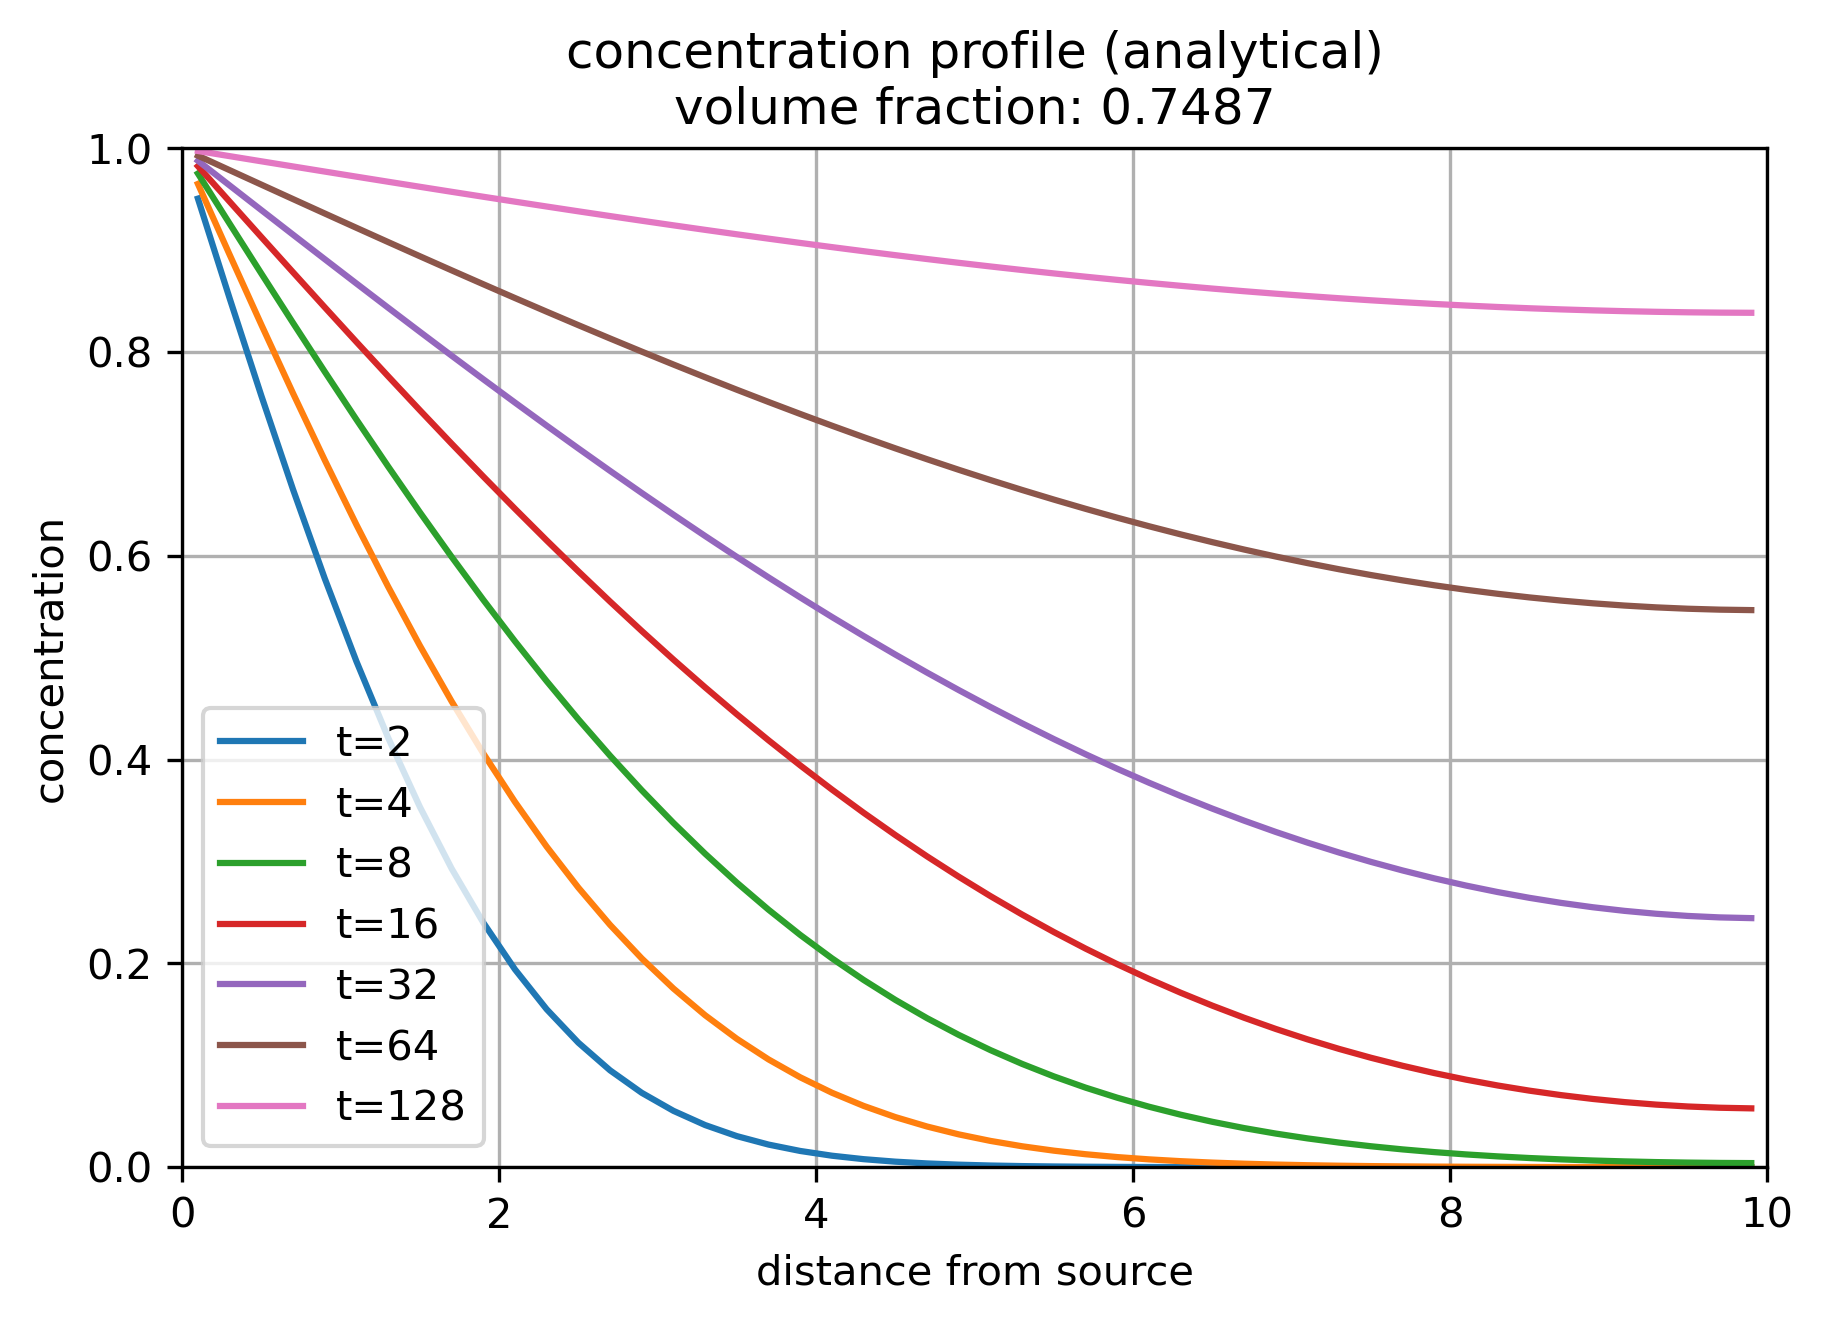 concentration profile (analytical)
volume fraction: 0.7487
1.0
0.8
0.6
0.4
0.2
0.0
concentration
t=2
t=4
t=8
t=16
t=32
t=64
t=128
0 2 4 6 8 10
distance from source